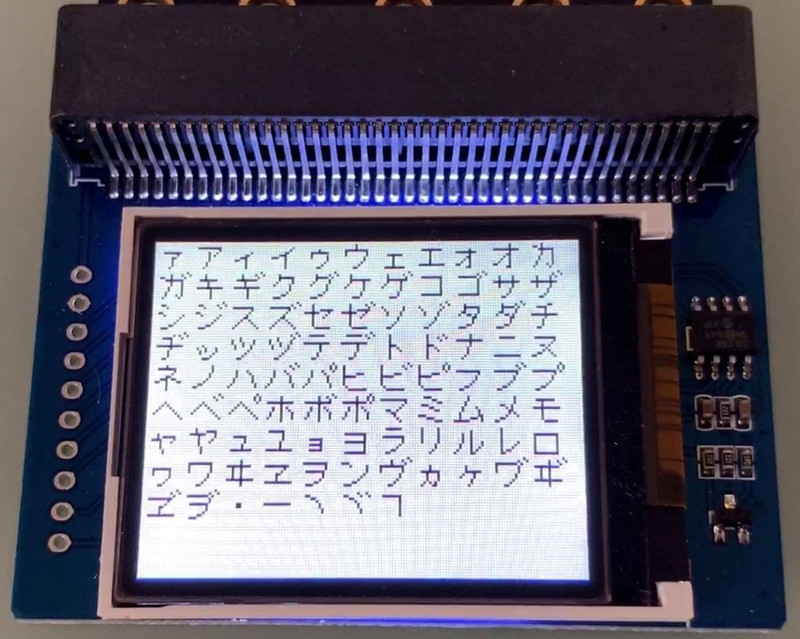 ァアィイゥウェエォオカ
ガキギクグケゲコゴサザ
シジスズセゼソゾタダチ
ヂッツヅテデトドナニヌ
ネノハバパヒビピフブプ
ヘベペホボポマミムメモ
ャヤュユョヨラリルレロ
ヮワヰヱヲンヴヵヶヷヸ
ヹヺ・ーヽヾヿ